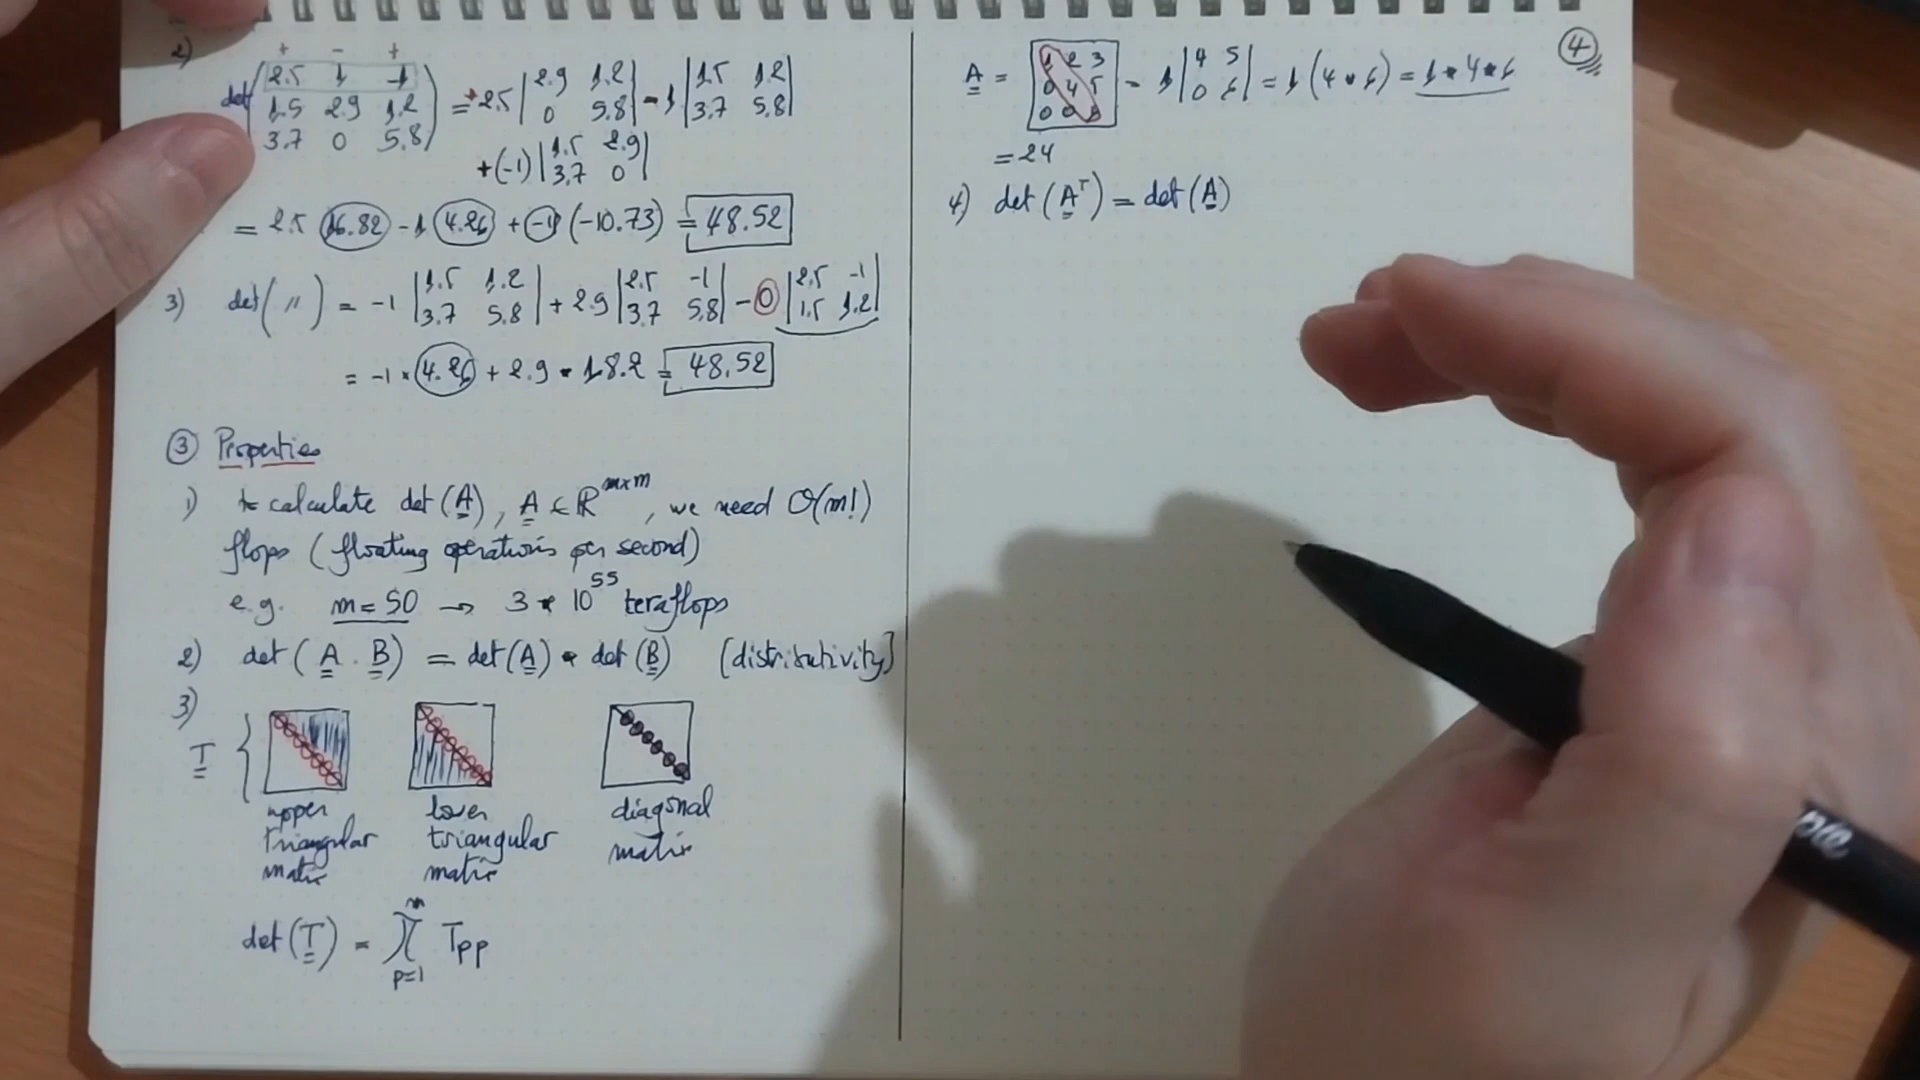 2) + - +
det( 2.5 1 -1 ) = +2.5 | 2.9 1.2 | - 1 | 1.5 1.2 |
1.5 2.9 1.2 0 5.8 3.7 5.8
3.7 0 5.8
+(-1) | 1.5 2.9 |
3.7 0
= 2.5 (16.82) - 1 (4.26) + (-1) (-10.73) = 48.52
3) det( 〃 ) = -1 | 1.5 1.2 | + 2.9 | 2.5 -1 | - 0 | 2.5 -1 |
3.7 5.8 3.7 5.8 1.5 1.2
= -1 * (4.26) + 2.9 * 18.2 = 48.52
③ Properties
1) to calculate det(A), A ∈ ℝ^{m×m}, we need O(m!)
flops (floating operations per second)
e.g. m=50 → 3 * 10^55 teraflops
2) det( A . B ) = det(A) * det(B) [distributivity]
3)
T {
upper triangular matrix
lower triangular matrix
diagonal matrix
det(T) = ∏_{p=1}^{m} T_pp
④
A = 1 2 3 - 1 | 4 5 | = 1 (4 * 6) = 1 * 4 * 6
0 4 5 0 6
0 0 6
= 24
4) det(A^T) = det(A)